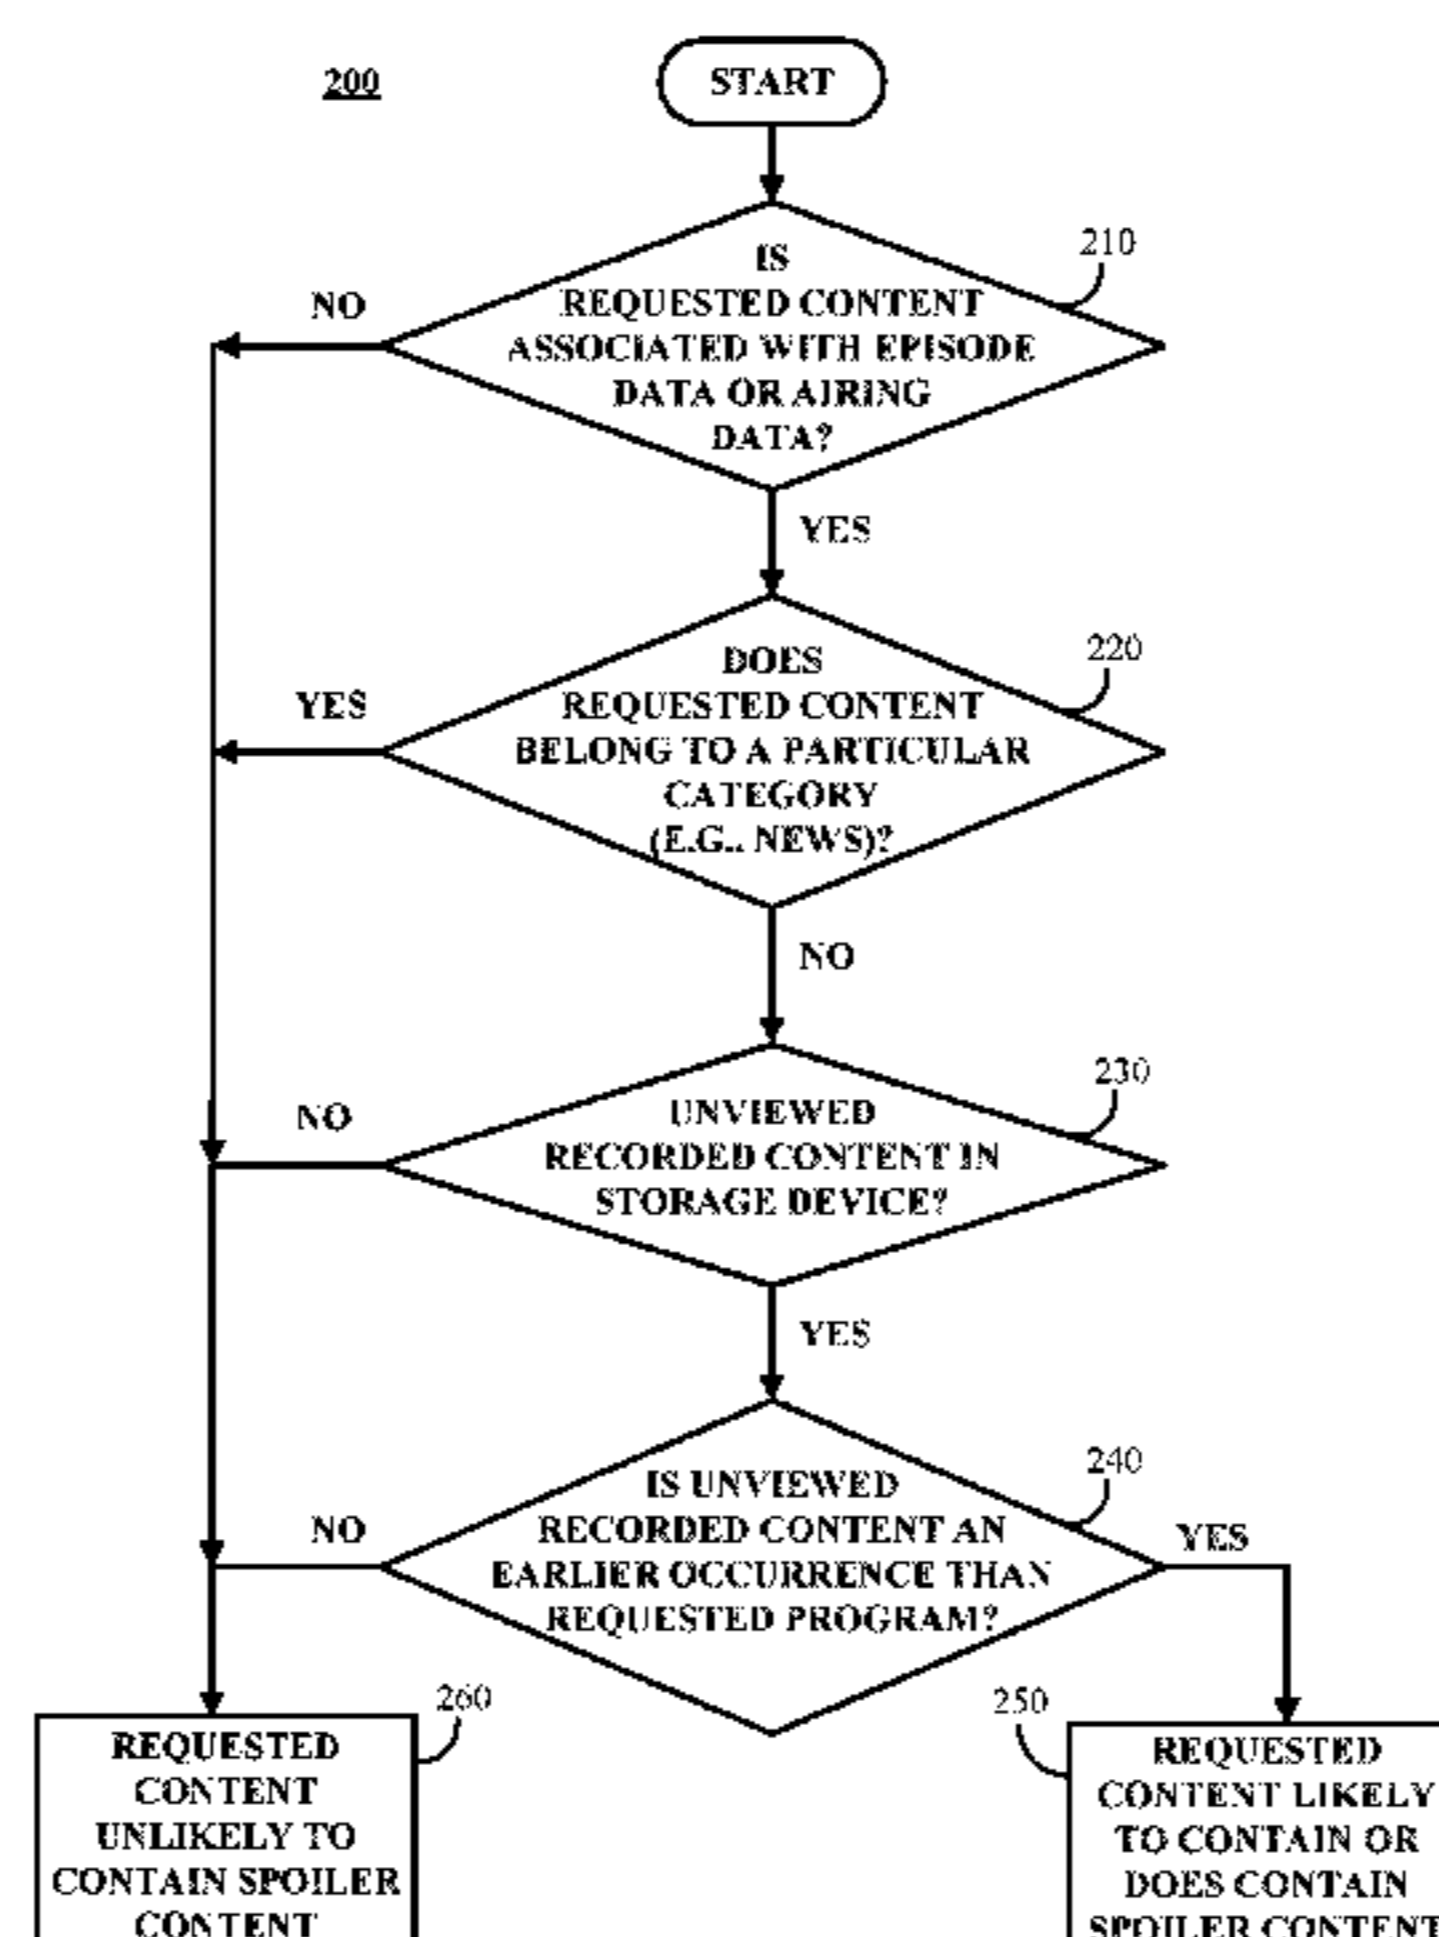 200
START
210
IS
REQUESTED CONTENT
ASSOCIATED WITH EPISODE
DATA OR AIRING
DATA?
NO
YES
220
DOES
REQUESTED CONTENT
BELONG TO A PARTICULAR
CATEGORY
(E.G., NEWS)?
YES
NO
230
UNVIEWED
RECORDED CONTENT IN
STORAGE DEVICE?
NO
YES
240
IS UNVIEWED
RECORDED CONTENT AN
EARLIER OCCURRENCE THAN
REQUESTED PROGRAM?
NO
YES
260
REQUESTED
CONTENT
UNLIKELY TO
CONTAIN SPOILER
CONTENT
250
REQUESTED
CONTENT LIKELY
TO CONTAIN OR
DOES CONTAIN
SPOILER CONTENT